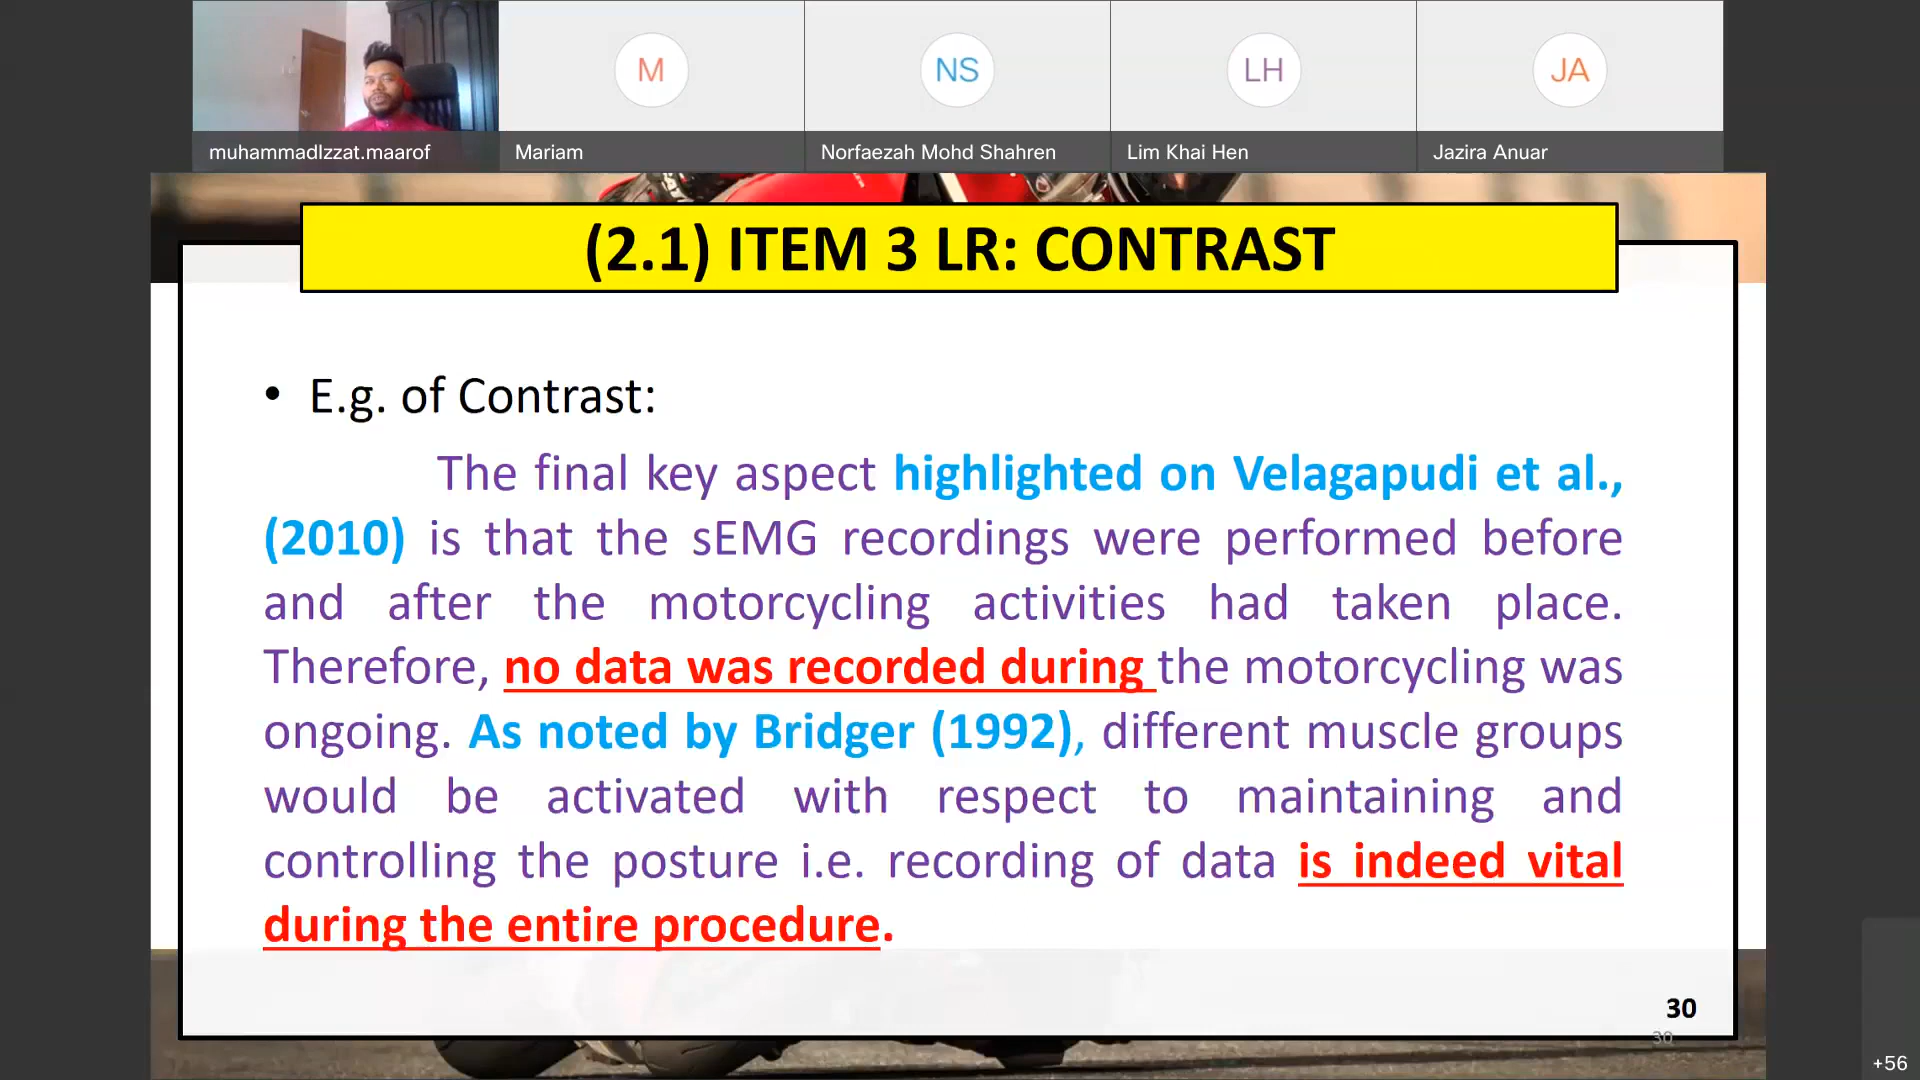 M
NS
LH
JA
muhammadIzzat.maarof
Mariam
Norfaezah Mohd Shahren
Lim Khai Hen
Jazira Anuar
(2.1) ITEM 3 LR: CONTRAST
• E.g. of Contrast:
The final key aspect highlighted on Velagapudi et al.,
(2010) is that the sEMG recordings were performed before
and after the motorcycling activities had taken place.
Therefore, no data was recorded during the motorcycling was
ongoing. As noted by Bridger (1992), different muscle groups
would be activated with respect to maintaining and
controlling the posture i.e. recording of data is indeed vital
during the entire procedure.
30
30
+56